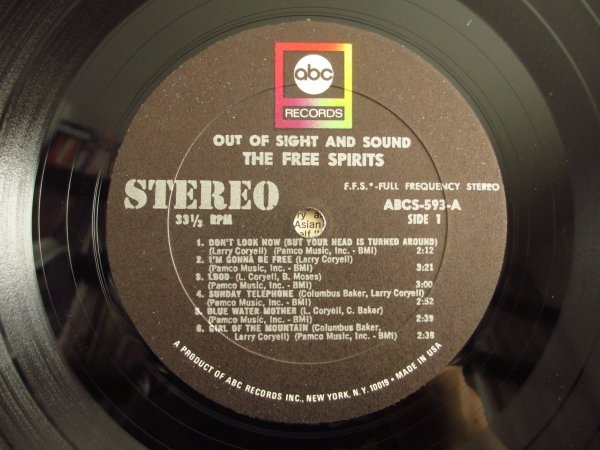 abc
RECORDS
OUT OF SIGHT AND SOUND
THE FREE SPIRITS
STEREO
33⅓ RPM
F.F.S.*-FULL FREQUENCY STEREO
ABCS-593-A
SIDE 1
Asian
1. DON'T LOOK NOW (BUT YOUR HEAD IS TURNED AROUND)
(Larry Coryell) (Pamco Music, Inc. - BMI) 2:12
2. I'M GONNA BE FREE (Larry Coryell)
(Pamco Music, Inc. - BMI) 3:21
3. LBOD (L. Coryell, B. Moses)
(Pamco Music, Inc. - BMI) 3:00
4. SUNDAY TELEPHONE (Columbus Baker, Larry Coryell)
(Pamco Music, Inc. - BMI) 2:52
5. BLUE WATER MOTHER (L. Coryell, C. Baker)
(Pamco Music, Inc. - BMI) 2:39
6. GIRL OF THE MOUNTAIN (Columbus Baker,
Larry Coryell) (Pamco Music, Inc. - BMI) 2:38
A PRODUCT OF ABC RECORDS INC., NEW YORK, N.Y. 10019 • MADE IN USA